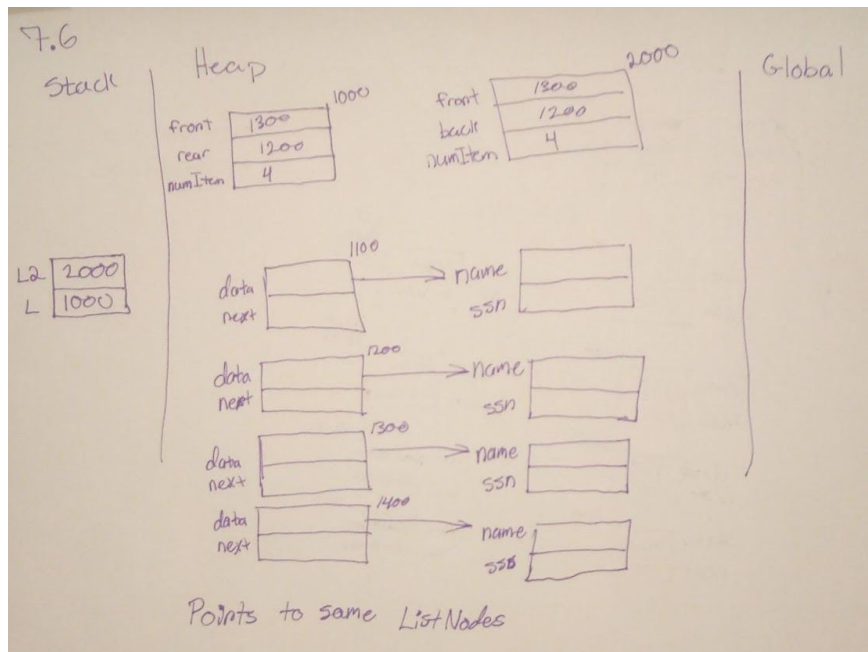 7.6
Stack
Heap
Global
1000
front 1300
rear 1200
numItem 4
2000
front 1300
back 1200
numItem 4
L2 2000
L 1000
1100
data
next
name
ssn
1200
data
next
name
ssn
1300
data
next
name
ssn
1400
data
next
name
ssn
Points to same ListNodes